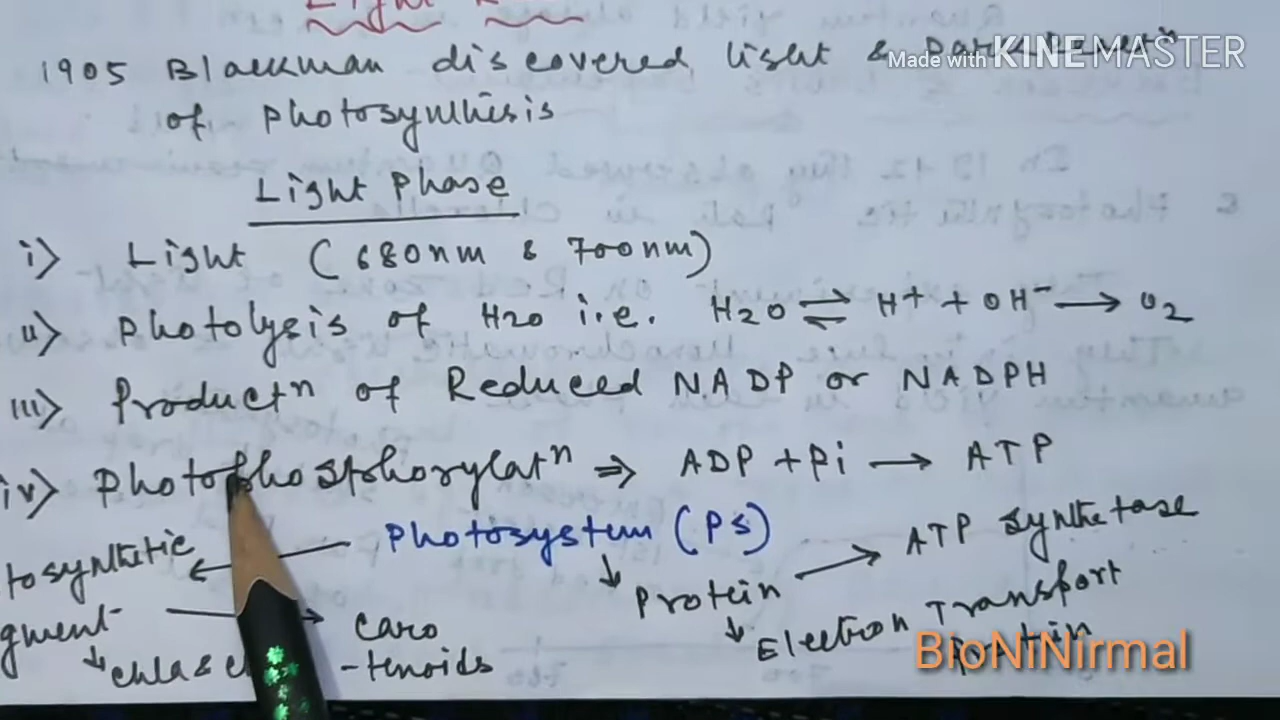 Light
1905 Blackman discovered light &
Made with KINEMASTER
of photosynthisis
Light Phase
i) Light (680nm & 700nm)
ii) Photolysis of H2O i.e. H2O ⇌ H+ + OH- → O2
iii) Productn of Reduced NADP or NADPH
iv) Photophosphorylatn ⇒ ADP + Pi → ATP
Photosystem (PS) → ATP synthetase
tosynthetic ←
↓ Protein →
gment → caro
-tenoids
↓ chl a &
↓ Electron Transport
BioNiNirmal